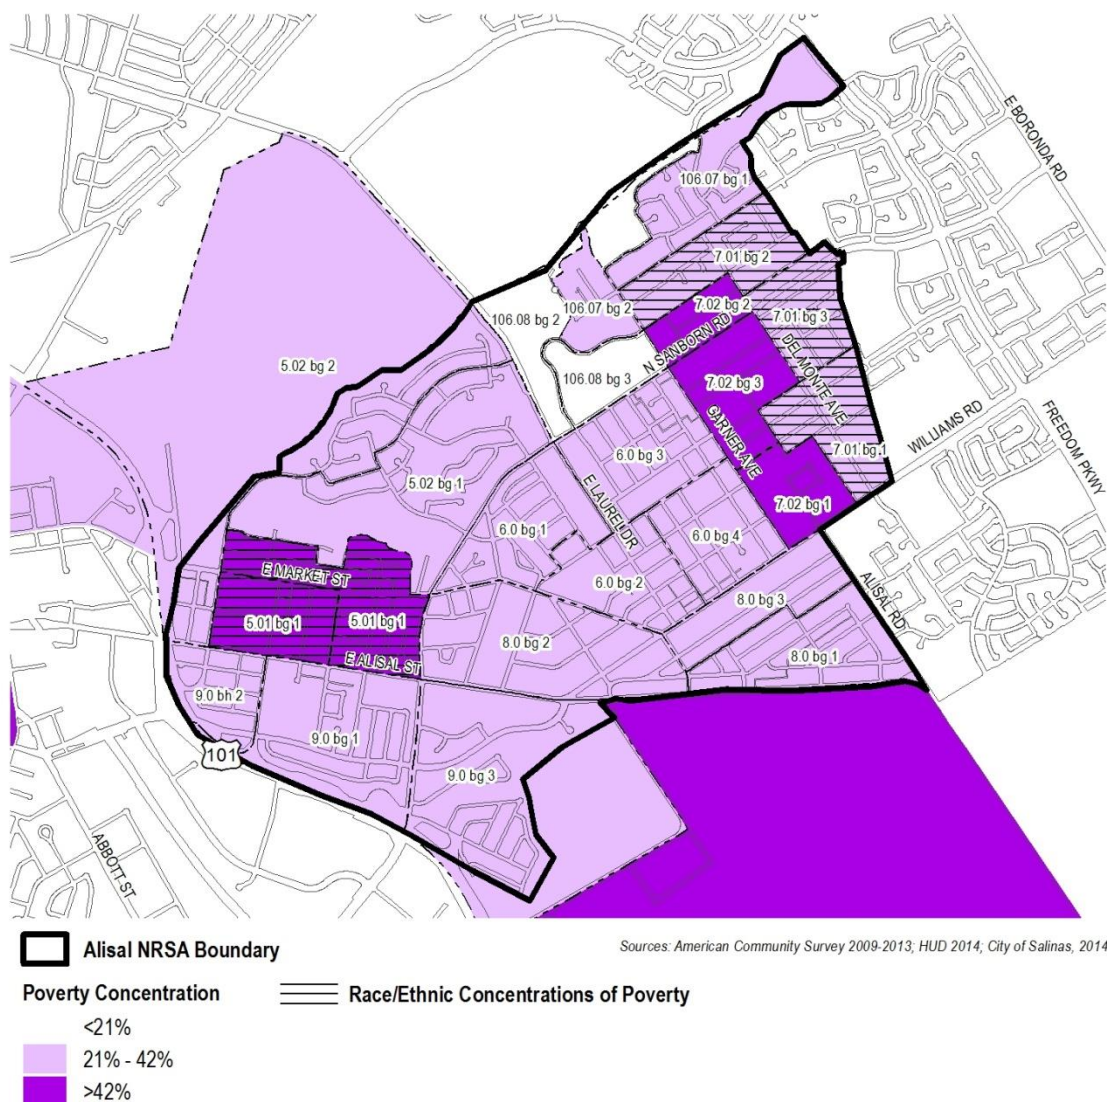 E BORONDA RD
106.07 bg 1
7.01 bg 2
106.07 bg 2
7.02 bg 2
106.08 bg 2
7.01 bg 3
N SANBORN RD
DEL MONTE AVE
5.02 bg 2
106.08 bg 3
7.02 bg 3
GARNER AVE
WILLIAMS RD
FREEDOM PKWY
7.01 bg 1
6.0 bg 3
5.02 bg 1
E LAUREL DR
7.02 bg 1
6.0 bg 1
6.0 bg 4
E MARKET ST
6.0 bg 2
ALISAL RD
8.0 bg 3
5.01 bg 1
5.01 bg 1
8.0 bg 2
8.0 bg 1
E ALISAL ST
9.0 bh 2
9.0 bg 1
101
9.0 bg 3
ABBOTT ST
Alisal NRSA Boundary
Sources: American Community Survey 2009-2013; HUD 2014; City of Salinas, 2014
Poverty Concentration
Race/Ethnic Concentrations of Poverty
<21%
21% - 42%
>42%